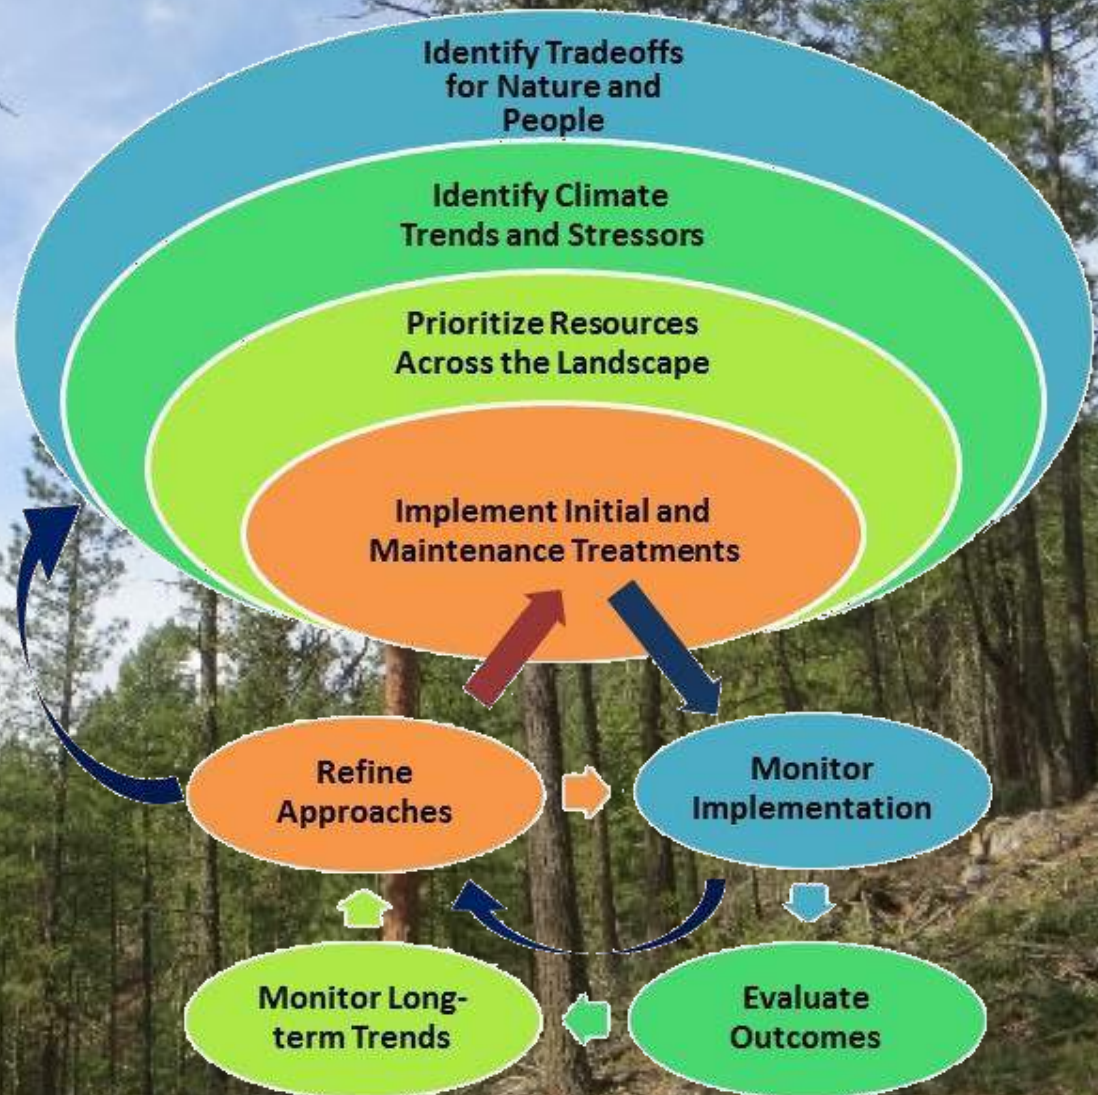 Identify Tradeoffs
for Nature and
People
Identify Climate
Trends and Stressors
Prioritize Resources
Across the Landscape
Implement Initial and
Maintenance Treatments
Refine
Approaches
Monitor
Implementation
Monitor Long-
term Trends
Evaluate
Outcomes